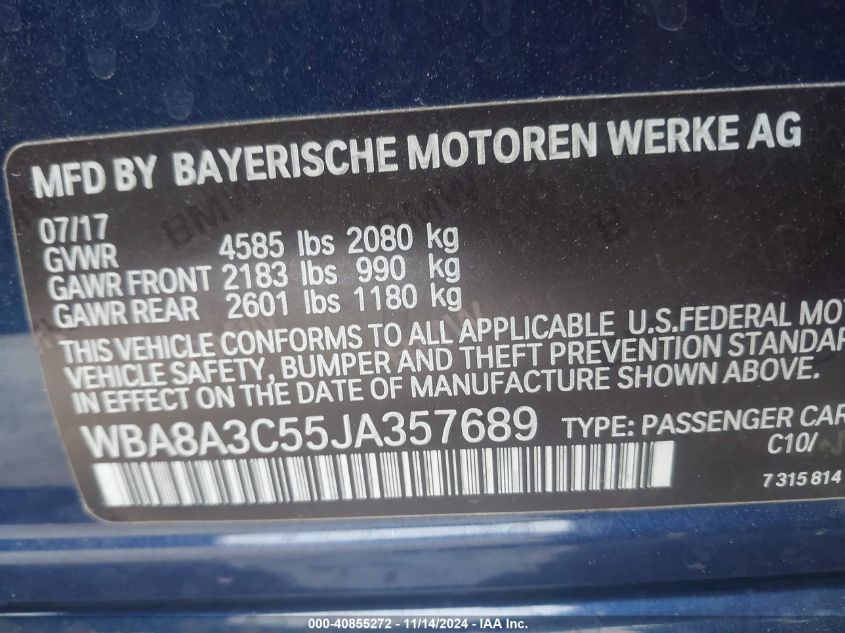 MFD BY BAYERISCHE MOTOREN WERKE AG
07/17
GVWR 4585 lbs 2080 kg
GAWR FRONT 2183 lbs 990 kg
GAWR REAR 2601 lbs 1180 kg
THIS VEHICLE CONFORMS TO ALL APPLICABLE U.S.FEDERAL MO
VEHICLE SAFETY, BUMPER AND THEFT PREVENTION STANDAR
IN EFFECT ON THE DATE OF MANUFACTURE SHOWN ABOVE.
WBA8A3C55JA357689 TYPE: PASSENGER CAR
C10/
7 315 814
000-40855272 - 11/14/2024 - IAA Inc.